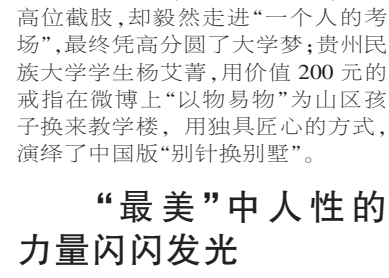 高位截肢,却毅然走进“一个人的考
场”,最终凭高分圆了大学梦;贵州民
族大学学生杨艾菁,用价值 200 元的
戒指在微博上“以物易物”为山区孩
子换来教学楼，用独具匠心的方式,
演绎了中国版“别针换别墅”。
“最美”中人性的
力量闪闪发光